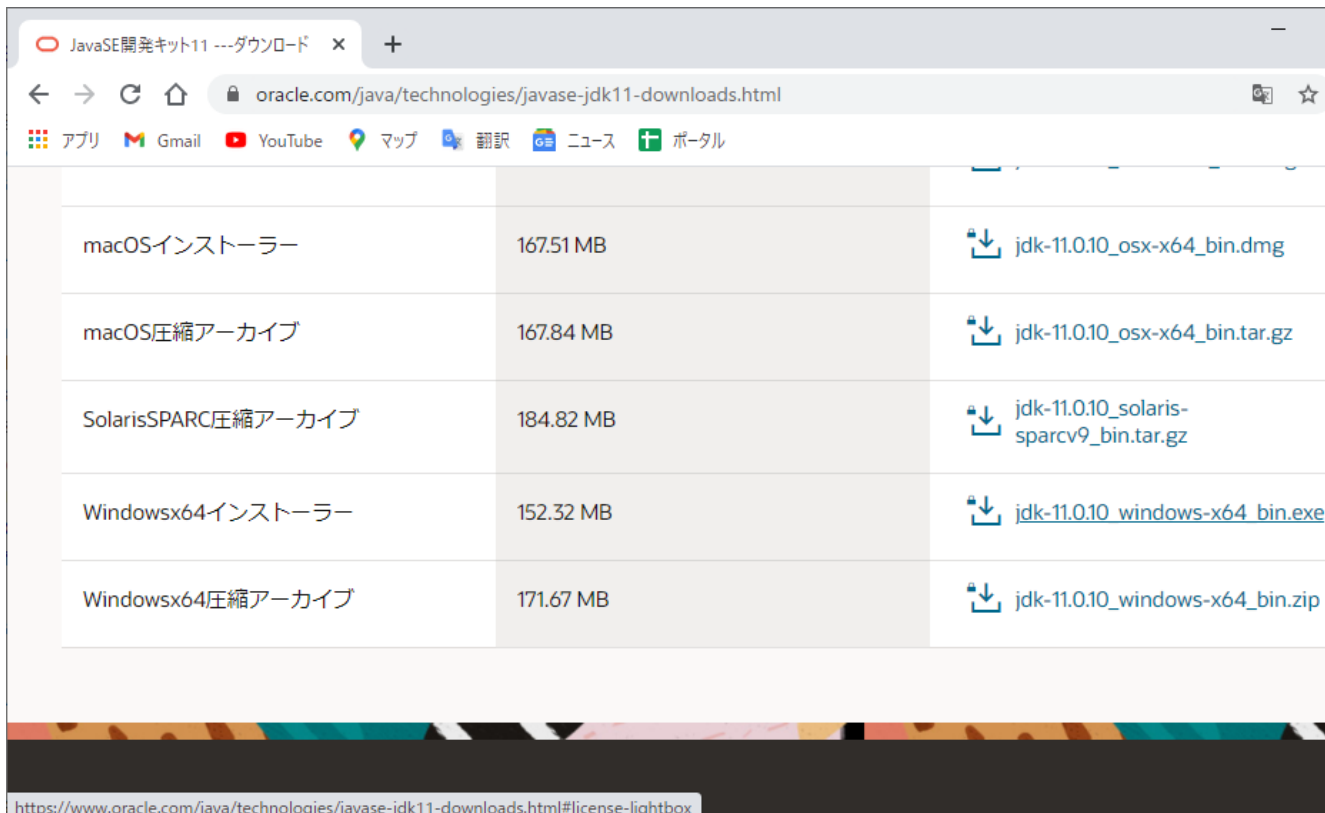 JavaSE開発キット11 ---ダウンロード
oracle.com/java/technologies/javase-jdk11-downloads.html
アプリ Gmail YouTube マップ 翻訳 ニュース ポータル
macOSインストーラー 167.51 MB jdk-11.0.10_osx-x64_bin.dmg
macOS圧縮アーカイブ 167.84 MB jdk-11.0.10_osx-x64_bin.tar.gz
SolarisSPARC圧縮アーカイブ 184.82 MB jdk-11.0.10_solaris-
sparcv9_bin.tar.gz
Windowsx64インストーラー 152.32 MB jdk-11.0.10_windows-x64_bin.exe
Windowsx64圧縮アーカイブ 171.67 MB jdk-11.0.10_windows-x64_bin.zip
https://www.oracle.com/java/technologies/javase-jdk11-downloads.html#license-lightbox